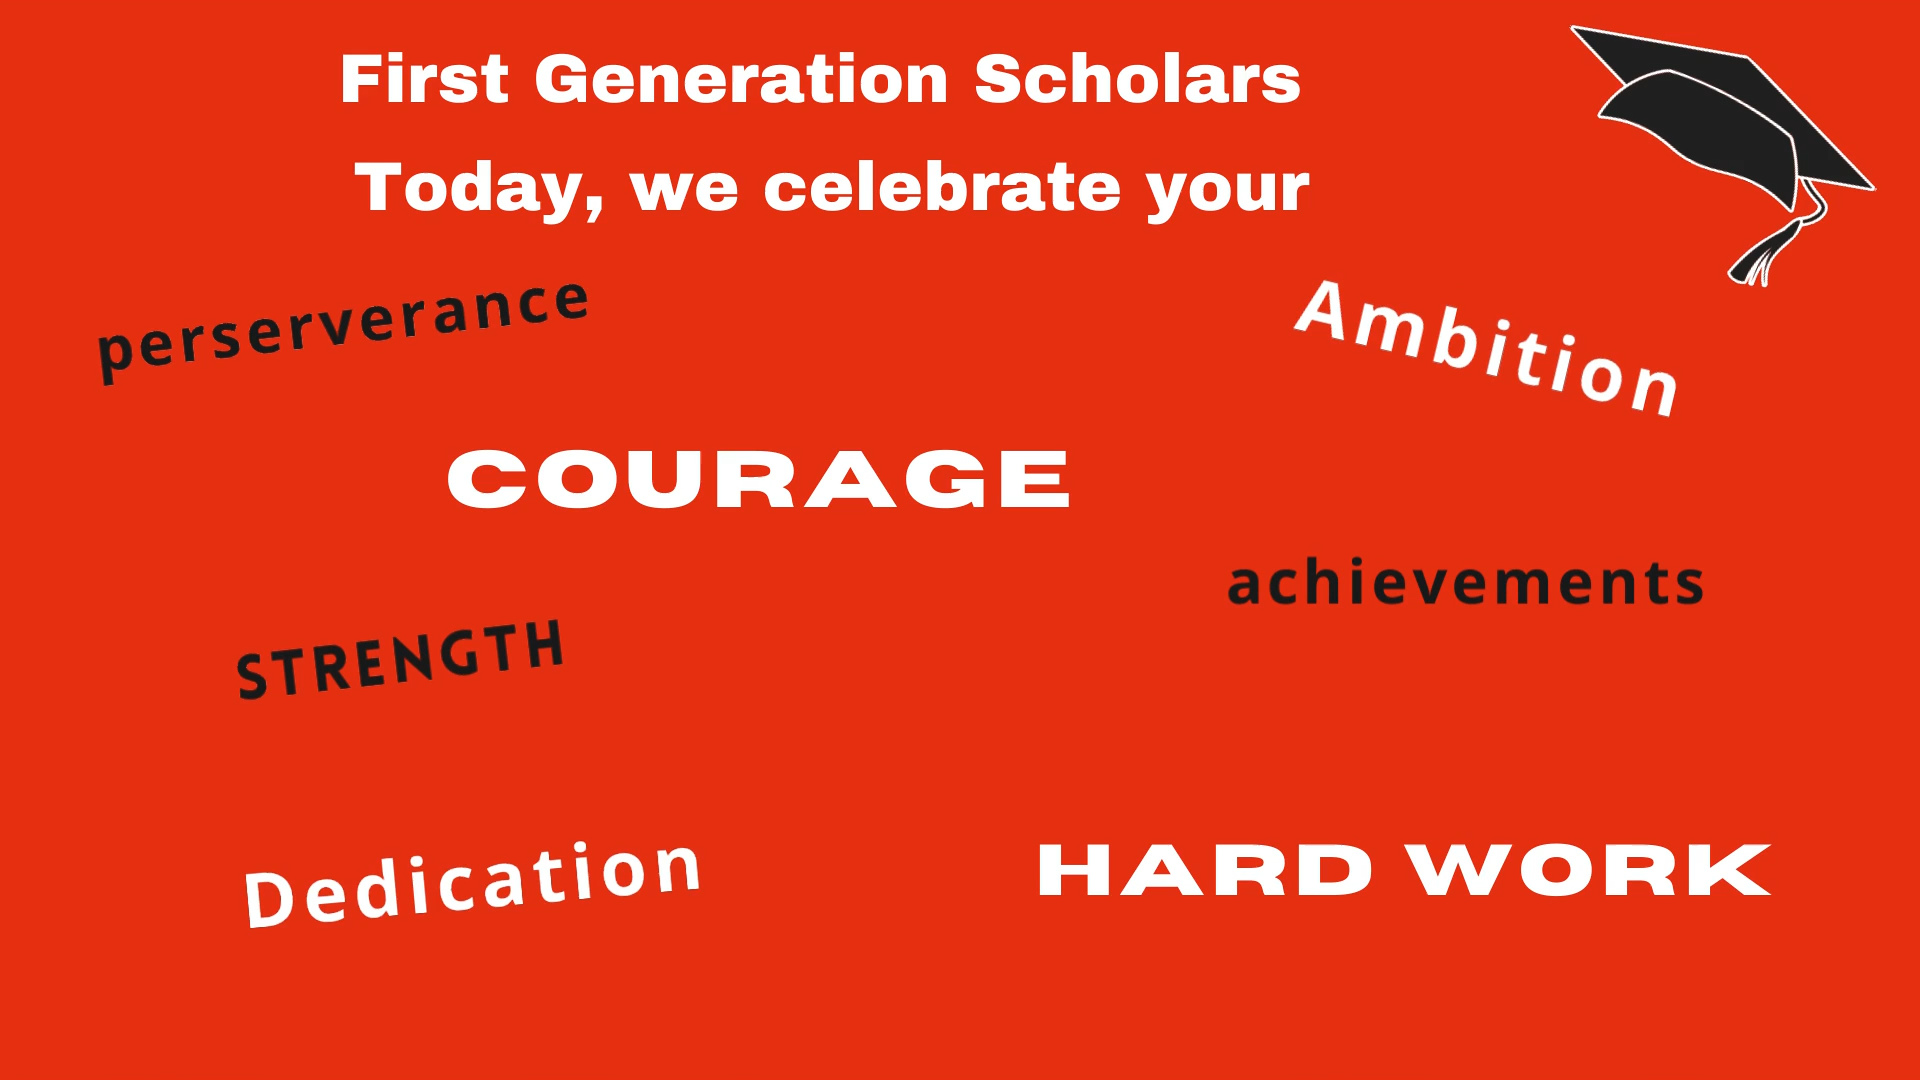 First Generation Scholars
Today, we celebrate your
perserverance
Ambition
COURAGE
achievements
STRENGTH
Dedication
HARD WORK